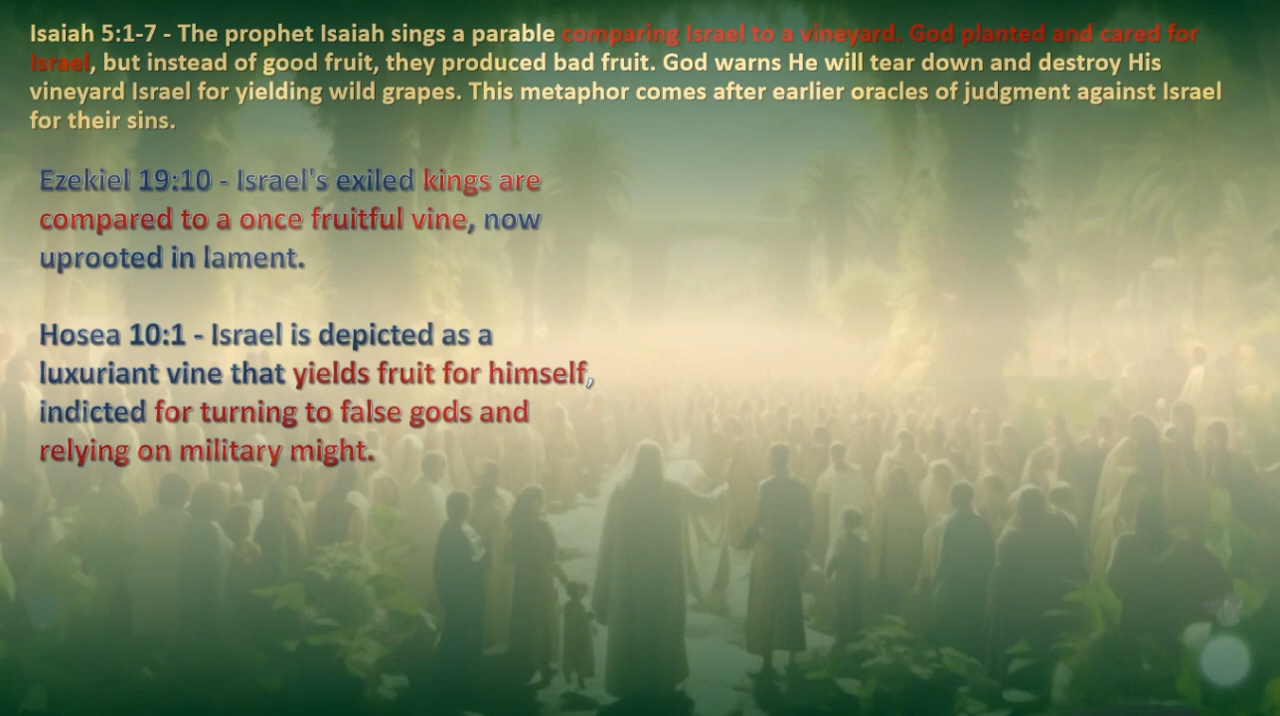 Isaiah 5:1-7 - The prophet Isaiah sings a parable comparing Israel to a vineyard. God planted and cared for
Israel, but instead of good fruit, they produced bad fruit. God warns He will tear down and destroy His
vineyard Israel for yielding wild grapes. This metaphor comes after earlier oracles of judgment against Israel
for their sins.
Ezekiel 19:10 - Israel's exiled kings are
compared to a once fruitful vine, now
uprooted in lament.
Hosea 10:1 - Israel is depicted as a
luxuriant vine that yields fruit for himself,
indicted for turning to false gods and
relying on military might.